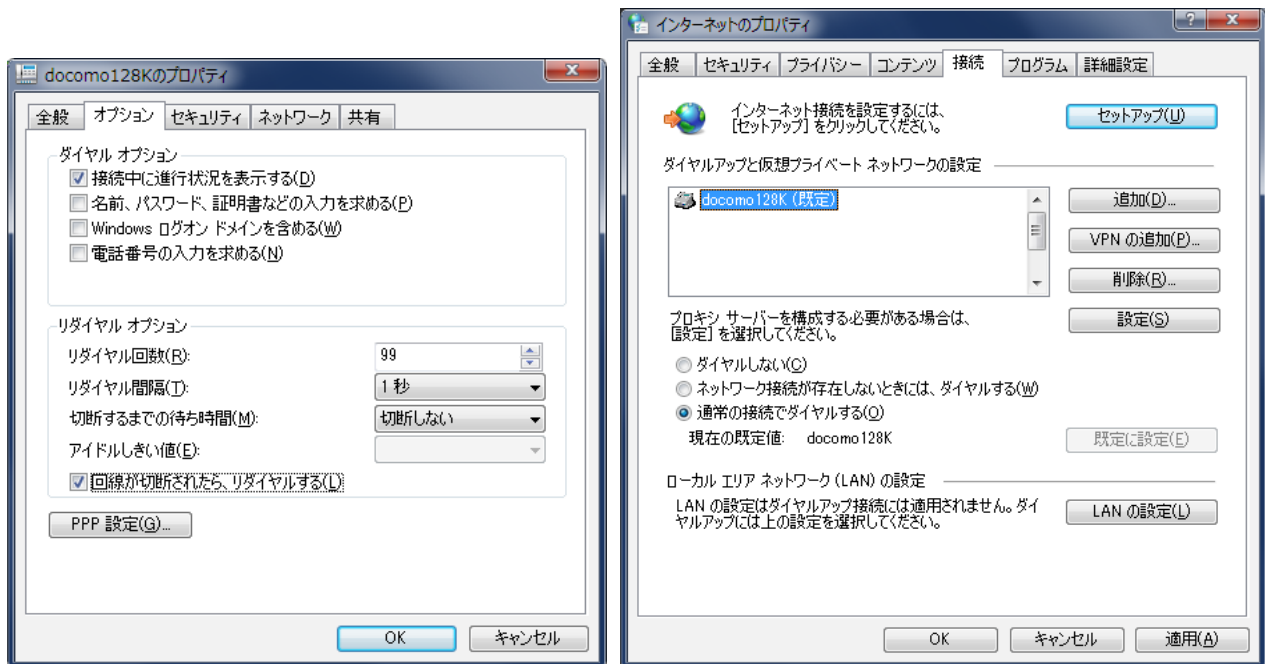 docomo128Kのプロパティ
全般 オプション セキュリティ ネットワーク 共有
ダイヤル オプション
接続中に進行状況を表示する(D)
名前、パスワード、証明書などの入力を求める(P)
Windows ログオン ドメインを含める(W)
電話番号の入力を求める(N)
リダイヤル オプション
リダイヤル回数(R): 99
リダイヤル間隔(T): 1 秒
切断するまでの待ち時間(M): 切断しない
アイドルしきい値(E):
回線が切断されたら、リダイヤルする(L)
PPP 設定(G)...
OK キャンセル
インターネットのプロパティ
全般 セキュリティ プライバシー コンテンツ 接続 プログラム 詳細設定
インターネット接続を設定するには、
[セットアップ] をクリックしてください。
セットアップ(U)
ダイヤルアップと仮想プライベート ネットワークの設定
docomo128K (既定)
追加(D)...
VPN の追加(P)...
削除(R)...
プロキシ サーバーを構成する必要がある場合は、
[設定] を選択してください。
設定(S)
ダイヤルしない(C)
ネットワーク接続が存在しないときには、ダイヤルする(W)
通常の接続でダイヤルする(O)
現在の既定値: docomo128K
既定に設定(E)
ローカル エリア ネットワーク (LAN) の設定
LAN の設定はダイヤルアップ接続には適用されません。ダイ
ヤルアップには上の設定を選択してください。
LAN の設定(L)
OK キャンセル 適用(A)